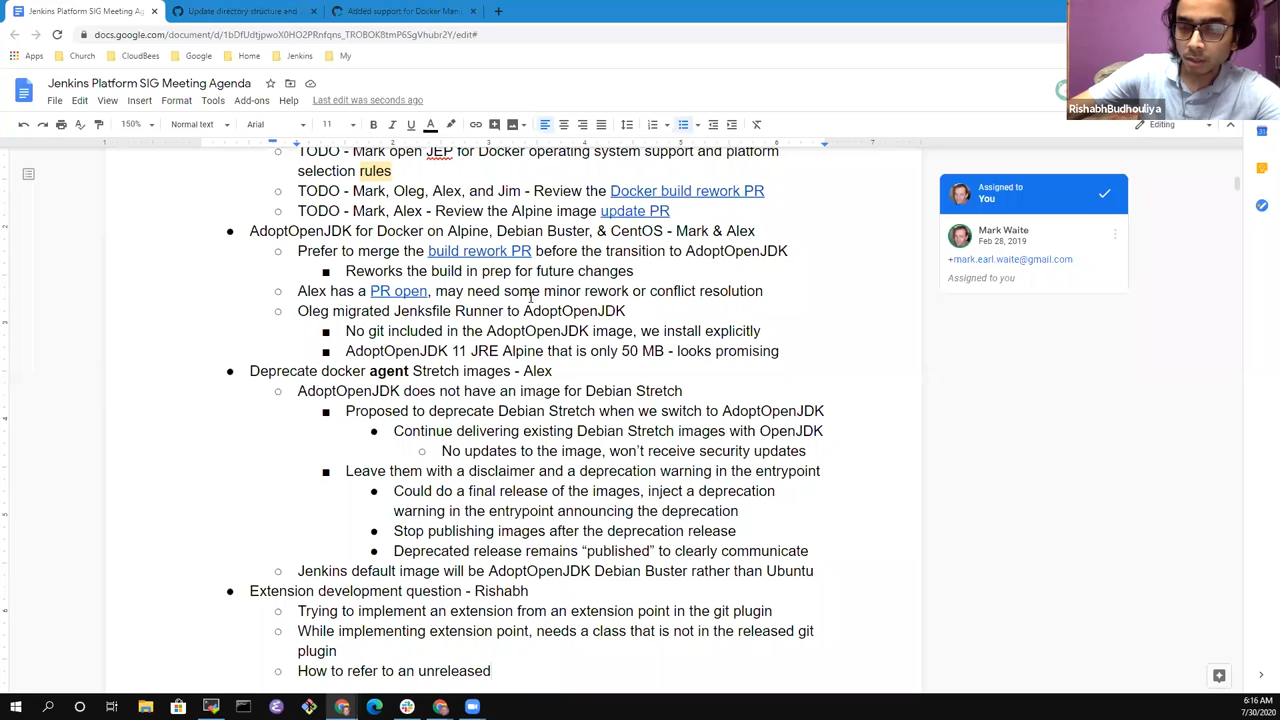 Jenkins Platform SIG Meeting Ag
Update directory structure and
Added support for Docker Man
docs.google.com/document/d/1bDfUdtjpwoX0HO2PRnfqns_TROBOK8tmP6SgVhubr2Y/edit#
Apps
Church
CloudBees
Google
Home
Jenkins
My
Jenkins Platform SIG Meeting Agenda
File Edit View Insert Format Tools Add-ons Help Last edit was seconds ago
150% Normal text Arial 11 B I U A Editing
RishabhBudhouliya
1 1 2 3 4 5 6 7
TODO - Mark open JEP for Docker operating system support and platform
selection rules
TODO - Mark, Oleg, Alex, and Jim - Review the Docker build rework PR
TODO - Mark, Alex - Review the Alpine image update PR
● AdoptOpenJDK for Docker on Alpine, Debian Buster, & CentOS - Mark & Alex
○ Prefer to merge the build rework PR before the transition to AdoptOpenJDK
■ Reworks the build in prep for future changes
○ Alex has a PR open, may need some minor rework or conflict resolution
○ Oleg migrated Jenksfile Runner to AdoptOpenJDK
■ No git included in the AdoptOpenJDK image, we install explicitly
■ AdoptOpenJDK 11 JRE Alpine that is only 50 MB - looks promising
● Deprecate docker agent Stretch images - Alex
○ AdoptOpenJDK does not have an image for Debian Stretch
■ Proposed to deprecate Debian Stretch when we switch to AdoptOpenJDK
● Continue delivering existing Debian Stretch images with OpenJDK
○ No updates to the image, won't receive security updates
■ Leave them with a disclaimer and a deprecation warning in the entrypoint
● Could do a final release of the images, inject a deprecation
warning in the entrypoint announcing the deprecation
● Stop publishing images after the deprecation release
● Deprecated release remains “published” to clearly communicate
○ Jenkins default image will be AdoptOpenJDK Debian Buster rather than Ubuntu
● Extension development question - Rishabh
○ Trying to implement an extension from an extension point in the git plugin
○ While implementing extension point, needs a class that is not in the released git
plugin
○ How to refer to an unreleased
Assigned to
You
Mark Waite
Feb 28, 2019
+mark.earl.waite@gmail.com
Assigned to you
6:16 AM
7/30/2020